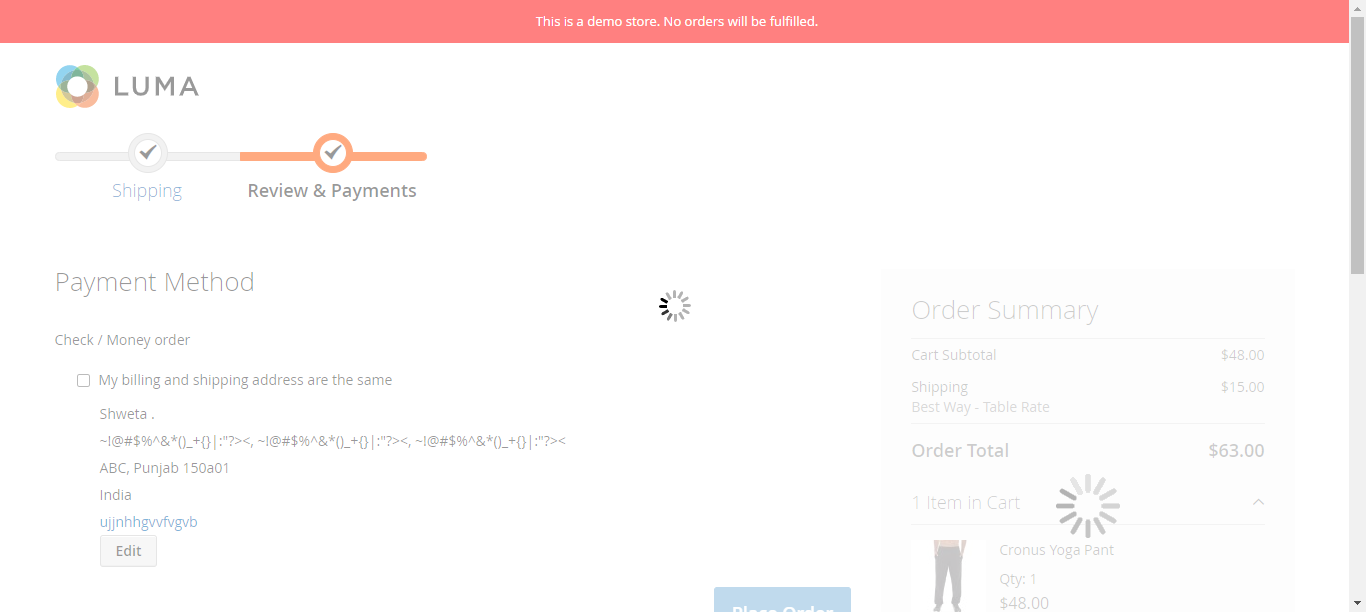 This is a demo store. No orders will be fulfilled.
LUMA
Shipping
Review & Payments
Payment Method
Check / Money order
My billing and shipping address are the same
Shweta .
~!@#$%^&*()_+{}|:"?><, ~!@#$%^&*()_+{}|:"?><, ~!@#$%^&*()_+{}|:"?><
ABC, Punjab 150a01
India
ujjnhhgvvfvgvb
Edit
Place Order
Order Summary
Cart Subtotal $48.00
Shipping $15.00
Best Way - Table Rate
Order Total $63.00
1 Item in Cart
Cronus Yoga Pant
Qty: 1
$48.00